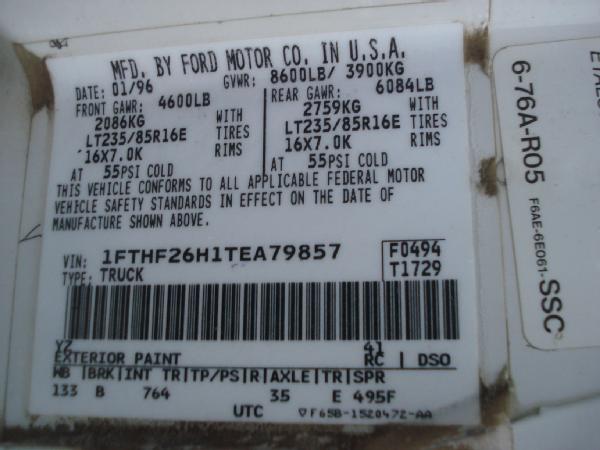 MFD. BY FORD MOTOR CO. IN U.S.A.
DATE: 01/96 GVWR: 8600LB/ 3900KG
FRONT GAWR: 4600LB REAR GAWR: 6084LB
2086KG WITH 2759KG WITH
LT235/85R16E TIRES LT235/85R16E TIRES
16X7.0K RIMS 16X7.0K RIMS
AT 55PSI COLD AT 55PSI COLD
THIS VEHICLE CONFORMS TO ALL APPLICABLE FEDERAL MOTOR
VEHICLE SAFETY STANDARDS IN EFFECT ON THE DATE OF
MANUFACTURE SHOWN ABOVE.
VIN: 1FTHF26H1TEA79857 F0494
TYPE: TRUCK T1729
YZ 41
EXTERIOR PAINT RC | DSO
WB |BRK|INT TR|TP/PS|R|AXLE|TR|SPR
133 B 764 35 E 495F
UTC ▽F65B-1520472-AA
6-76A-R05 F6AE-6E061-SSC